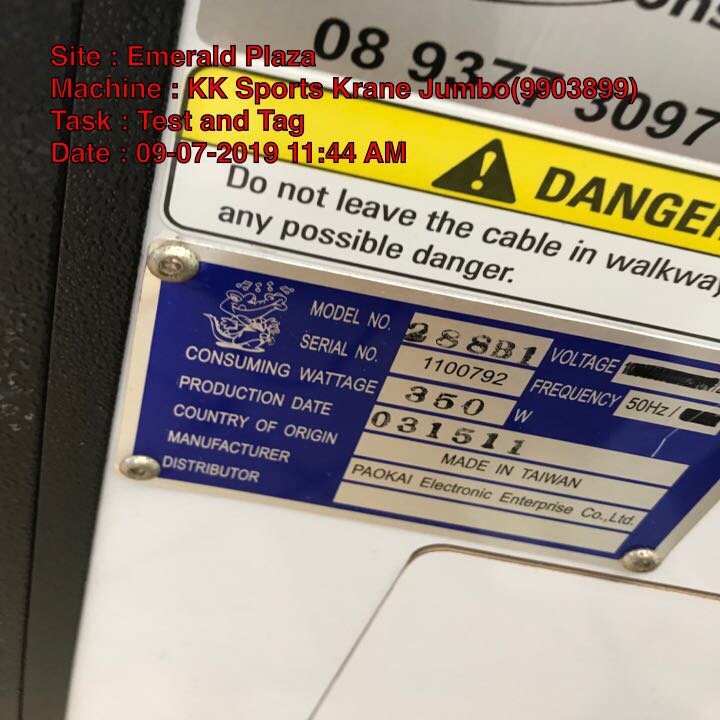 08 9377 3097
Site : Emerald Plaza
Machine : KK Sports Krane Jumbo(9903899)
Task : Test and Tag
Date : 09-07-2019 11:44 AM
DANGER
Do not leave the cable in walkway
any possible danger.
MODEL NO. 288B1 VOLTAGE
SERIAL NO. 1100792 FREQUENCY 50Hz/
CONSUMING WATTAGE 350 W
PRODUCTION DATE 031511
COUNTRY OF ORIGIN MADE IN TAIWAN
MANUFACTURER PAOKAI Electronic Enterprise Co.,Ltd.
DISTRIBUTOR